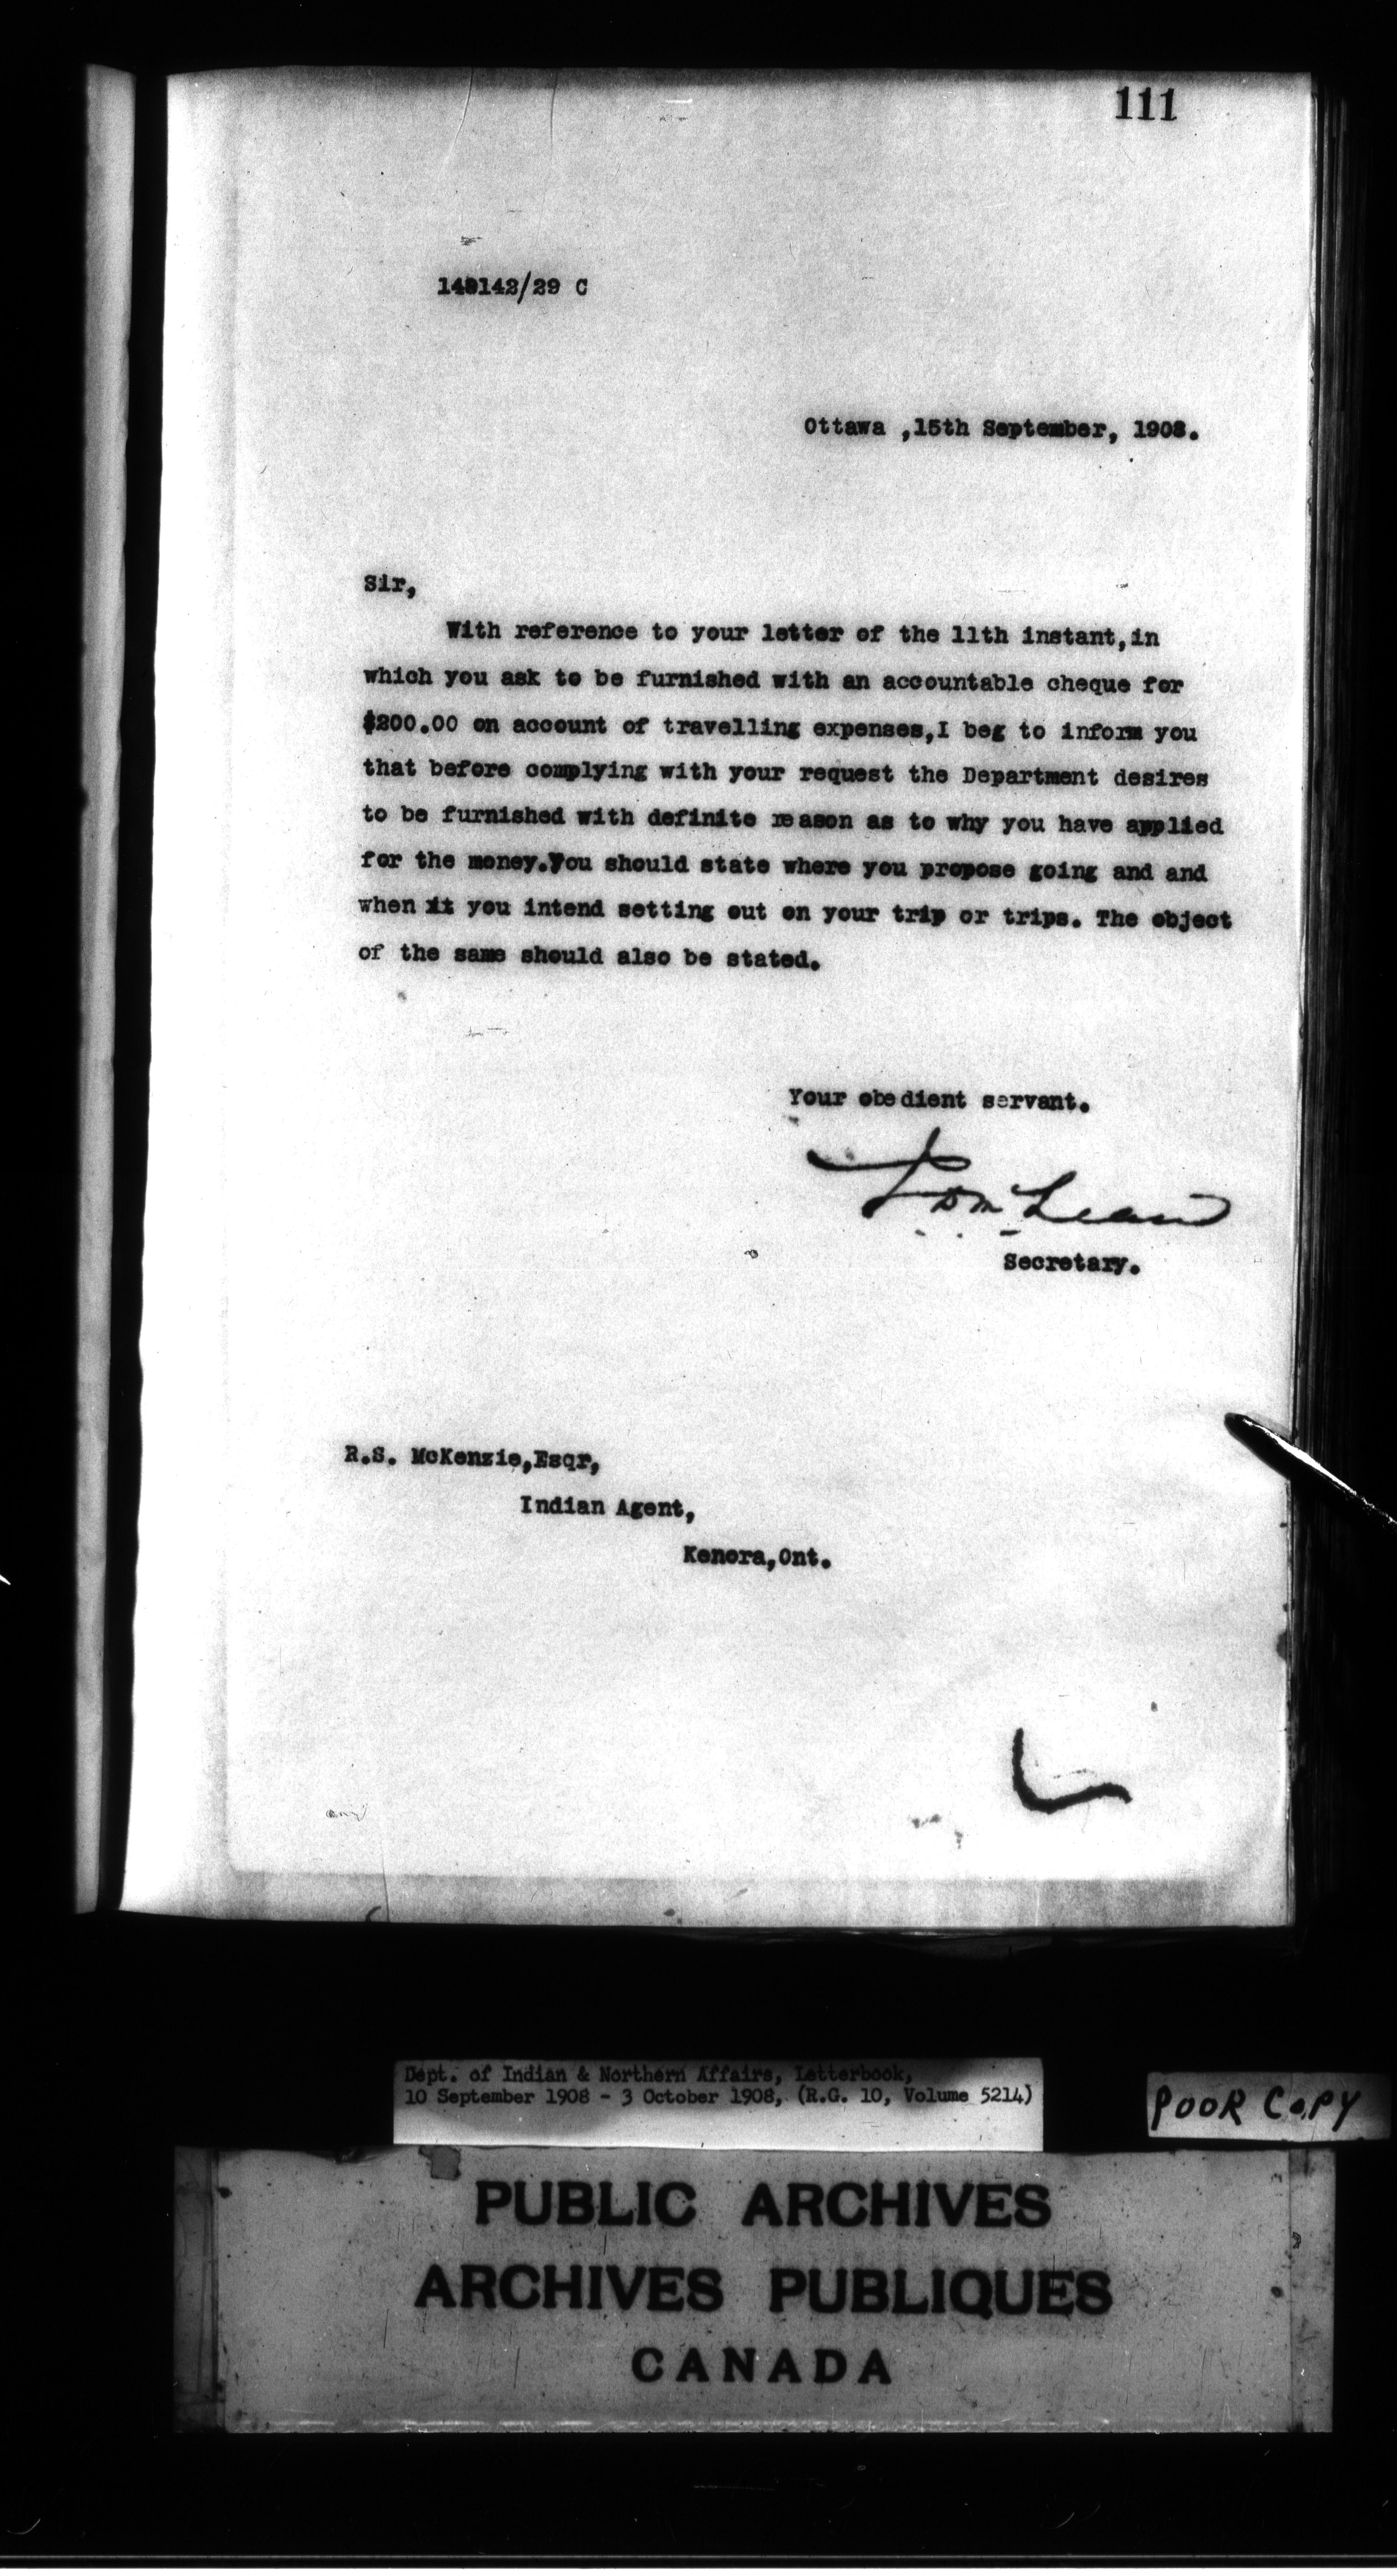 111
149142/29 C
Ottawa ,15th September, 1908.
Sir,
With reference to your letter of the 11th instant,in
which you ask to be furnished with an accountable cheque for
$200.00 on account of travelling expenses,I beg to inform you
that before complying with your request the Department desires
to be furnished with definite reason as to why you have applied
for the money.You should state where you propose going and and
when it you intend setting out on your trip or trips. The object
of the same should also be stated.
Your obedient servant.
J D McLean
Secretary.
R.S. McKenzie,Esqr,
Indian Agent,
Kenora,Ont.
Dept. of Indian & Northern Affairs, Letterbook,
10 September 1908 - 3 October 1908, (R.G. 10, Volume 5214)
POOR COPY
PUBLIC ARCHIVES
ARCHIVES PUBLIQUES
CANADA